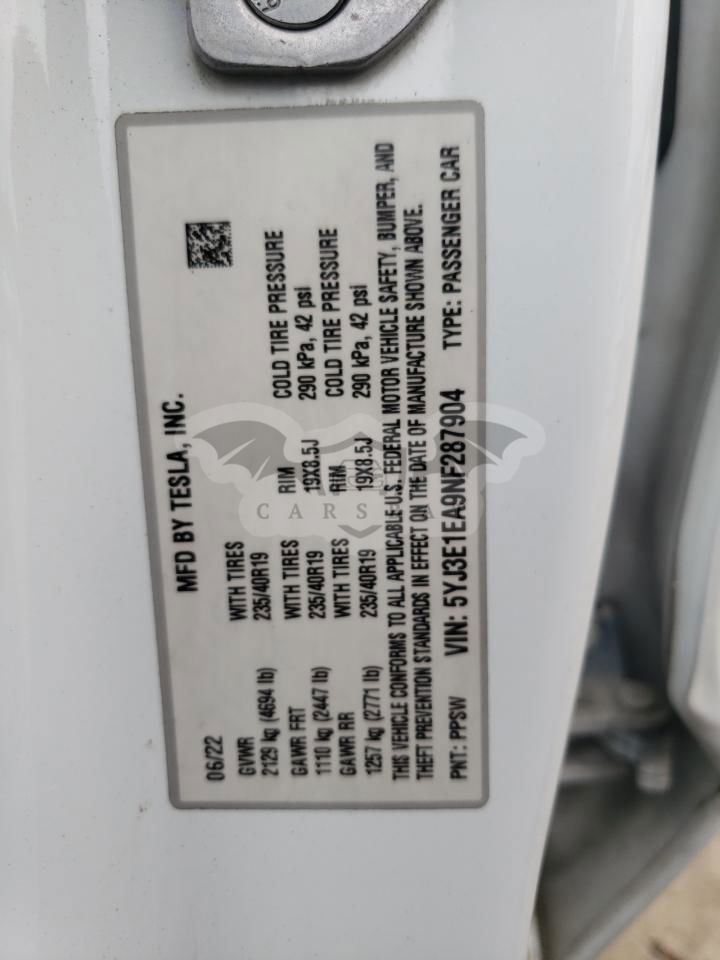 MFD BY TESLA, INC.
06/22
GVWR WITH TIRES RIM COLD TIRE PRESSURE
2129 kg (4694 lb) 235/40R19 19X8.5J 290 kPa, 42 psi
GAWR FRT WITH TIRES RIM COLD TIRE PRESSURE
1110 kg (2447 lb) 235/40R19 19X8.5J 290 kPa, 42 psi
GAWR RR WITH TIRES
1257 kg (2771 lb) 235/40R19
THIS VEHICLE CONFORMS TO ALL APPLICABLE U.S. FEDERAL MOTOR VEHICLE SAFETY, BUMPER, AND
THEFT PREVENTION STANDARDS IN EFFECT ON THE DATE OF MANUFACTURE SHOWN ABOVE.
PNT: PPSW VIN: 5YJ3E1EA9NF287904 TYPE: PASSENGER CAR